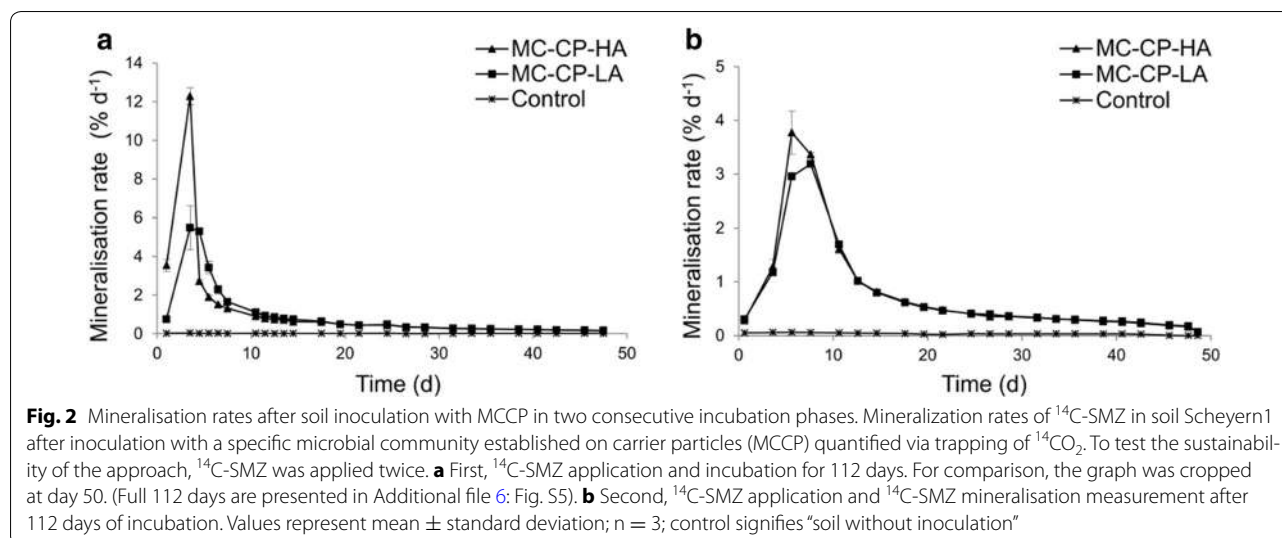 a
MC-CP-HA
MC-CP-LA
Control
Mineralisation rate (% d-1)
14
12
10
8
6
4
2
0
0 10 20 30 40 50
Time (d)
b
MC-CP-HA
MC-CP-LA
Control
Mineralisation rate (% d-1)
5
4
3
2
1
0
0 10 20 30 40 50
Time (d)
Fig. 2 Mineralisation rates after soil inoculation with MCCP in two consecutive incubation phases. Mineralization rates of 14C-SMZ in soil Scheyern1
after inoculation with a specific microbial community established on carrier particles (MCCP) quantified via trapping of 14CO2. To test the sustainabil-
ity of the approach, 14C-SMZ was applied twice. a First, 14C-SMZ application and incubation for 112 days. For comparison, the graph was cropped
at day 50. (Full 112 days are presented in Additional file 6: Fig. S5). b Second, 14C-SMZ application and 14C-SMZ mineralisation measurement after
112 days of incubation. Values represent mean ± standard deviation; n = 3; control signifies “soil without inoculation”